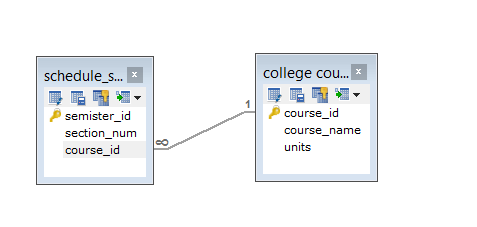 schedule_s...
semister_id
section_num
course_id
∞
1
college cou...
course_id
course_name
units